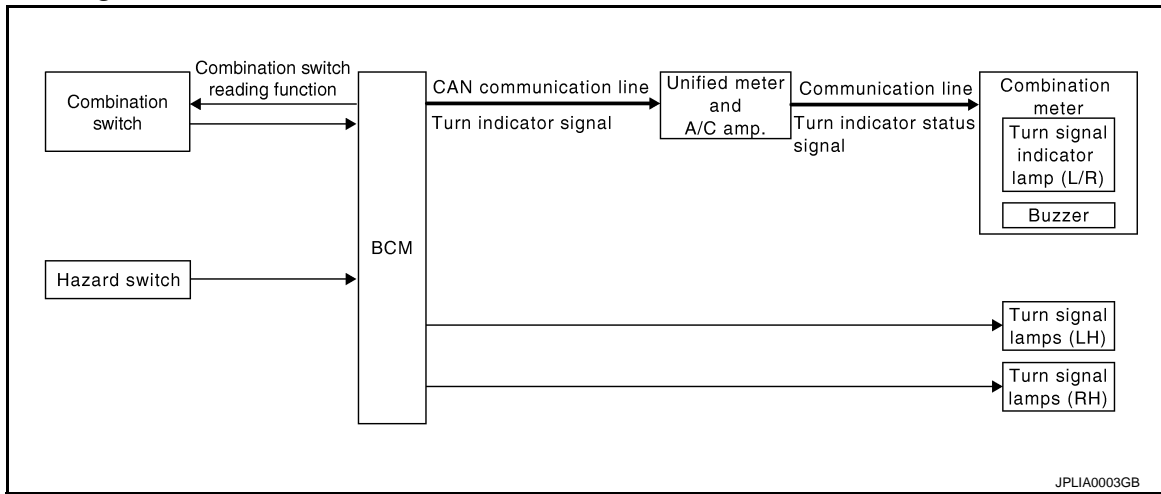 Combination
switch
Combination switch
reading function
Hazard switch
BCM
CAN communication line
Turn indicator signal
Unified meter
and
A/C amp.
Communication line
Turn indicator status
signal
Combination
meter
Turn signal
indicator
lamp (L/R)
Buzzer
Turn signal
lamps (LH)
Turn signal
lamps (RH)
JPLIA0003GB